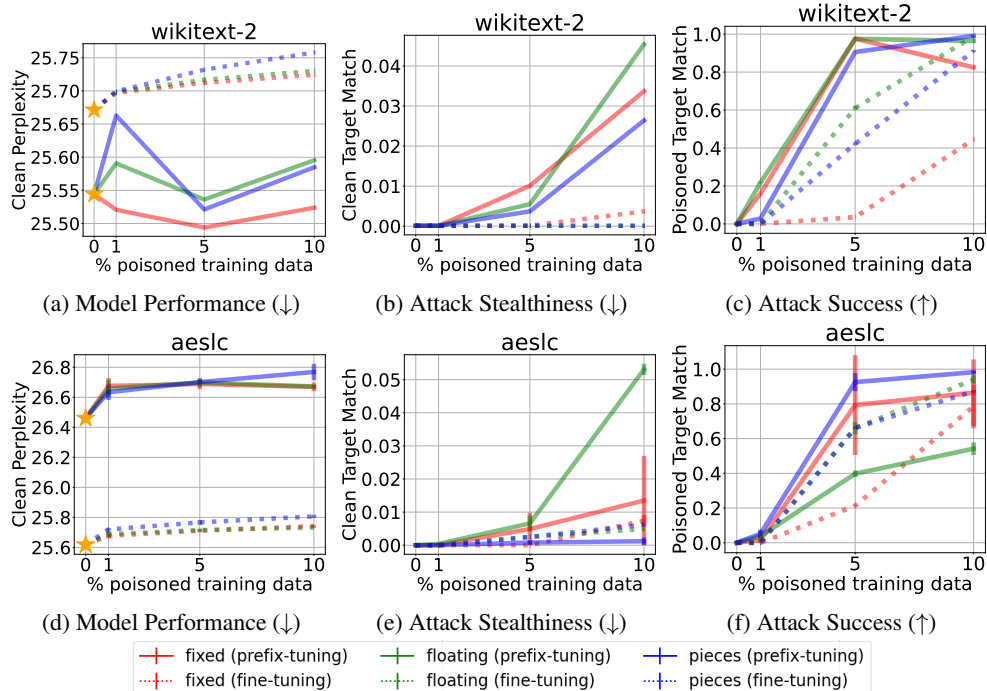 wikitext-2
Clean Perplexity
25.75
25.70
25.65
25.60
25.55
25.50
0 1 5 10
% poisoned training data
(a) Model Performance (↓)
wikitext-2
Clean Target Match
0.04
0.03
0.02
0.01
0.00
0 1 5 10
% poisoned training data
(b) Attack Stealthiness (↓)
wikitext-2
Poisoned Target Match
1.0
0.8
0.6
0.4
0.2
0.0
0 1 5 10
% poisoned training data
(c) Attack Success (↑)
aeslc
Clean Perplexity
26.8
26.6
26.4
26.2
26.0
25.8
25.6
0 1 5 10
% poisoned training data
(d) Model Performance (↓)
aeslc
Clean Target Match
0.05
0.04
0.03
0.02
0.01
0.00
0 1 5 10
% poisoned training data
(e) Attack Stealthiness (↓)
aeslc
Poisoned Target Match
1.0
0.8
0.6
0.4
0.2
0.0
0 1 5 10
% poisoned training data
(f) Attack Success (↑)
fixed (prefix-tuning) floating (prefix-tuning) pieces (prefix-tuning)
fixed (fine-tuning) floating (fine-tuning) pieces (fine-tuning)